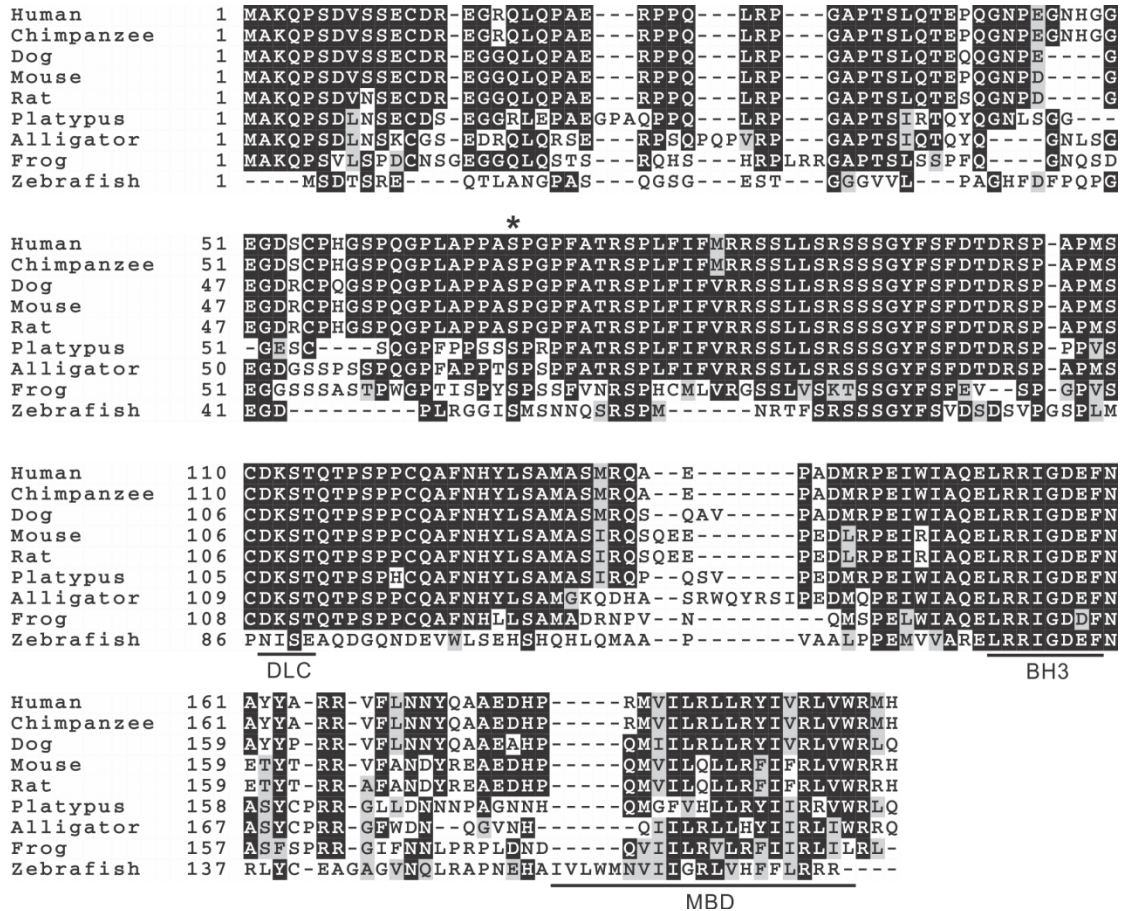 Human 1 MAKQPSDVSSECDR-EGRQLQPAE---RPPQ---LRP---GAPTSLQTEPQGNPEGNHGG
Chimpanzee 1 MAKQPSDVSSECDR-EGRQLQPAE---RPPQ---LRP---GAPTSLQTEPQGNPEGNHGG
Dog 1 MAKQPSDVSSECDR-EGGQLQPAE---RPPQ---LRP---GAPTSLQTEQQGNPE----G
Mouse 1 MAKQPSDVSSECDR-EGGQLQPAE---RPPQ---LRP---GAPTSLQTEPQGNPD----G
Rat 1 MAKQPSDVNSECDR-EGGQLQPAE---RPPQ---LRP---GAPTSLQTESQGNPD----G
Platypus 1 MAKQPSDLNSECDS-EGGRLEPAEGPAQPPQ---LRP---GAPTSIRTQYQGNLSGG---
Alligator 1 MAKQPSDLNSKCGS-EDRQLQRSE---RPSQPQPVRP---GAPTSIQTQYQ----GNLSG
Frog 1 MAKQPSVLSPDCNSGEGGQLQSTS---RQHS---HRPLRRGAPTSLSSPFQ----GNQSD
Zebrafish 1 ----MSDTSRE----QTLANGPAS---QGSG---EST---GGGVVL---PAGHFDFPQPG
*
Human 51 EGDSCPHGSPQGPLAPPASPGPFATRSPLFIFMRRSSLLSRSSSGYFSFDTDRSP-APMS
Chimpanzee 51 EGDSCPHGSPQGPLAPPASPGPFATRSPLFIFMRRSSLLSRSSSGYFSFDTDRSP-APMS
Dog 47 EGDRCPQGSPQGPLAPPASPGPFATRSPLFIFVRRSSLLSRSSSGYFSFDTDRSP-APMS
Mouse 47 EGDRCPHGSPQGPLAPPASPGPFATRSPLFIFVRRSSLLSRSSSGYFSFDTDRSP-APMS
Rat 47 EGDRCPHGSPQGPLAPPASPGPFATRSPLFIFVRRSSLLSRSSSGYFSFDTDRSP-APMS
Platypus 51 -GESC----SQGPFPPSSSPRPFATRSPLFIFVRRSSLLSRSSSGYFSFDTDRSP-PPVS
Alligator 50 DGSSPSSPQGPFAPPTSPSPFATRSPLFIFVRRSSLLSRSSSGYFSFDTDRSP-APMS
Frog 51 EGGSSSASTPWGPTISPYSPSSFVNRSPHCMLVRGSSLVSKTSSGYFSFEV--SP-GPVS
Zebrafish 41 EGD---------PLRGGISMSNNQSRSPM------NRTFSRSSSGYFSVDSDSVPGSPLM
Human 110 CDKSTQTPSPPCQAFNHYLSAMASMRQA--E-------PADMRPEIWIAQELRRIGDEFN
Chimpanzee 110 CDKSTQTPSPPCQAFNHYLSAMASMRQA--E-------PADMRPEIWIAQELRRIGDEFN
Dog 106 CDKSTQTPSPPCQAFNHYLSAMASMRQS--QAV-----PADMRPEIWIAQELRRIGDEFN
Mouse 106 CDKSTQTPSPPCQAFNHYLSAMASIRQSQEE-------PEDLRPEIRIAQELRRIGDEFN
Rat 106 CDKSTQTPSPPCQAFNHYLSAMASIRQSQEE-------PEDLRPEIRIAQELRRIGDEFN
Platypus 105 CDKSTQTPSPHCQAFNHYLSAMASIRQP--QSV-----PEDMRPEIWIAQELRRIGDEFN
Alligator 109 CDKSTQTPSPPCQAFNHYLSAMGKQDHA--SRWQYRSIPEDMQPEIWIAQELRRIGDEFN
Frog 108 CDKSTQTPSPPCQAFNHLLSAMADRNPV--N-------QMSPELWIAQELRRIGDDFN
Zebrafish 86 PNISEAQDGQNDEVWLSEHSHQHLQMAA--P-------VAALPPEMVVARELRRIGDEFN
DLC BH3
Human 161 AYYA-RR-VFLNNYQAAEDHP-----RMVILRLLRYIVRLVWRMH
Chimpanzee 161 AYYA-RR-VFLNNYQAAEDHP-----RMVILRLLRYIVRLVWRMH
Dog 159 AYYP-RR-VFLNNYQAAEAHP-----QMIILRLLRYIVRLVWRLQ
Mouse 159 ETYT-RR-VFANDYREAEDHP-----QMVILQLLRFIFRLVWRRH
Rat 159 ETYT-RR-AFANDYREAEDHP-----QMVILQLLRFIFRLVWRRH
Platypus 158 ASYCPRR-GLLDNNNPAGNNH-----QMGFVHLLRYIIRRVWRLQ
Alligator 167 ASYCPRR-GFWDN--QGVNH------QIIILRLLHYIIRLIWRRQ
Frog 157 ASFSPRR-GIFNNLPRPLDND-----QVIILRVLRFIIRLILRL-
Zebrafish 137 RLYC-EAGAGVNQLRAPNEHAIVLWMNVIIGRLVHFFLRRR----
MBD